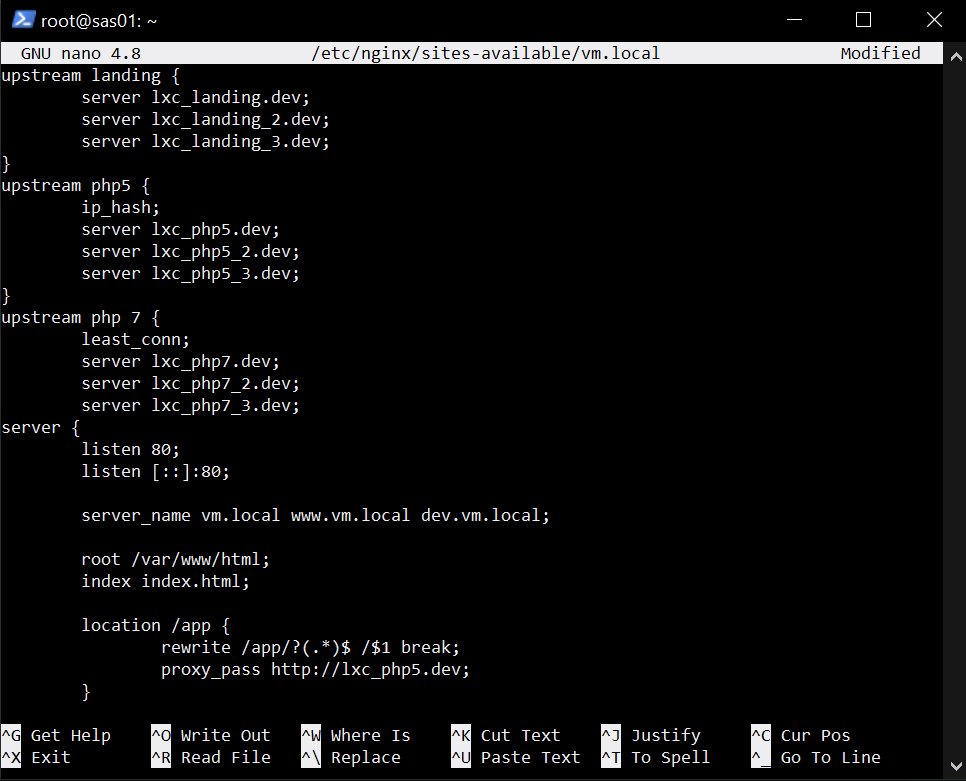 root@sas01: ~
GNU nano 4.8 /etc/nginx/sites-available/vm.local Modified
upstream landing {
        server lxc_landing.dev;
        server lxc_landing_2.dev;
        server lxc_landing_3.dev;
}
upstream php5 {
        ip_hash;
        server lxc_php5.dev;
        server lxc_php5_2.dev;
        server lxc_php5_3.dev;
}
upstream php 7 {
        least_conn;
        server lxc_php7.dev;
        server lxc_php7_2.dev;
        server lxc_php7_3.dev;
server {
        listen 80;
        listen [::]:80;

        server_name vm.local www.vm.local dev.vm.local;

        root /var/www/html;
        index index.html;

        location /app {
                rewrite /app/?(.*)$ /$1 break;
                proxy_pass http://lxc_php5.dev;
        }

^G Get Help ^O Write Out ^W Where Is ^K Cut Text ^J Justify ^C Cur Pos
^X Exit ^R Read File ^\ Replace ^U Paste Text ^T To Spell ^_ Go To Line